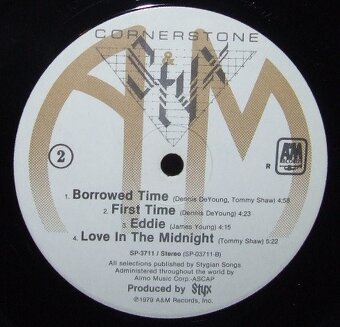 CORNERSTONE
Styx
A&M
2
A&M
R
1. Borrowed Time (Dennis DeYoung, Tommy Shaw) 4:58
2. First Time (Dennis DeYoung) 4:23
3. Eddie (James Young) 4:15
4. Love In The Midnight (Tommy Shaw) 5:22
SP-3711 / Stereo (SP-03711-B)
All selections published by Stygian Songs
Administered throughout the world by
Almo Music Corp.-ASCAP
Produced by Styx
©1979 A&M Records, Inc.